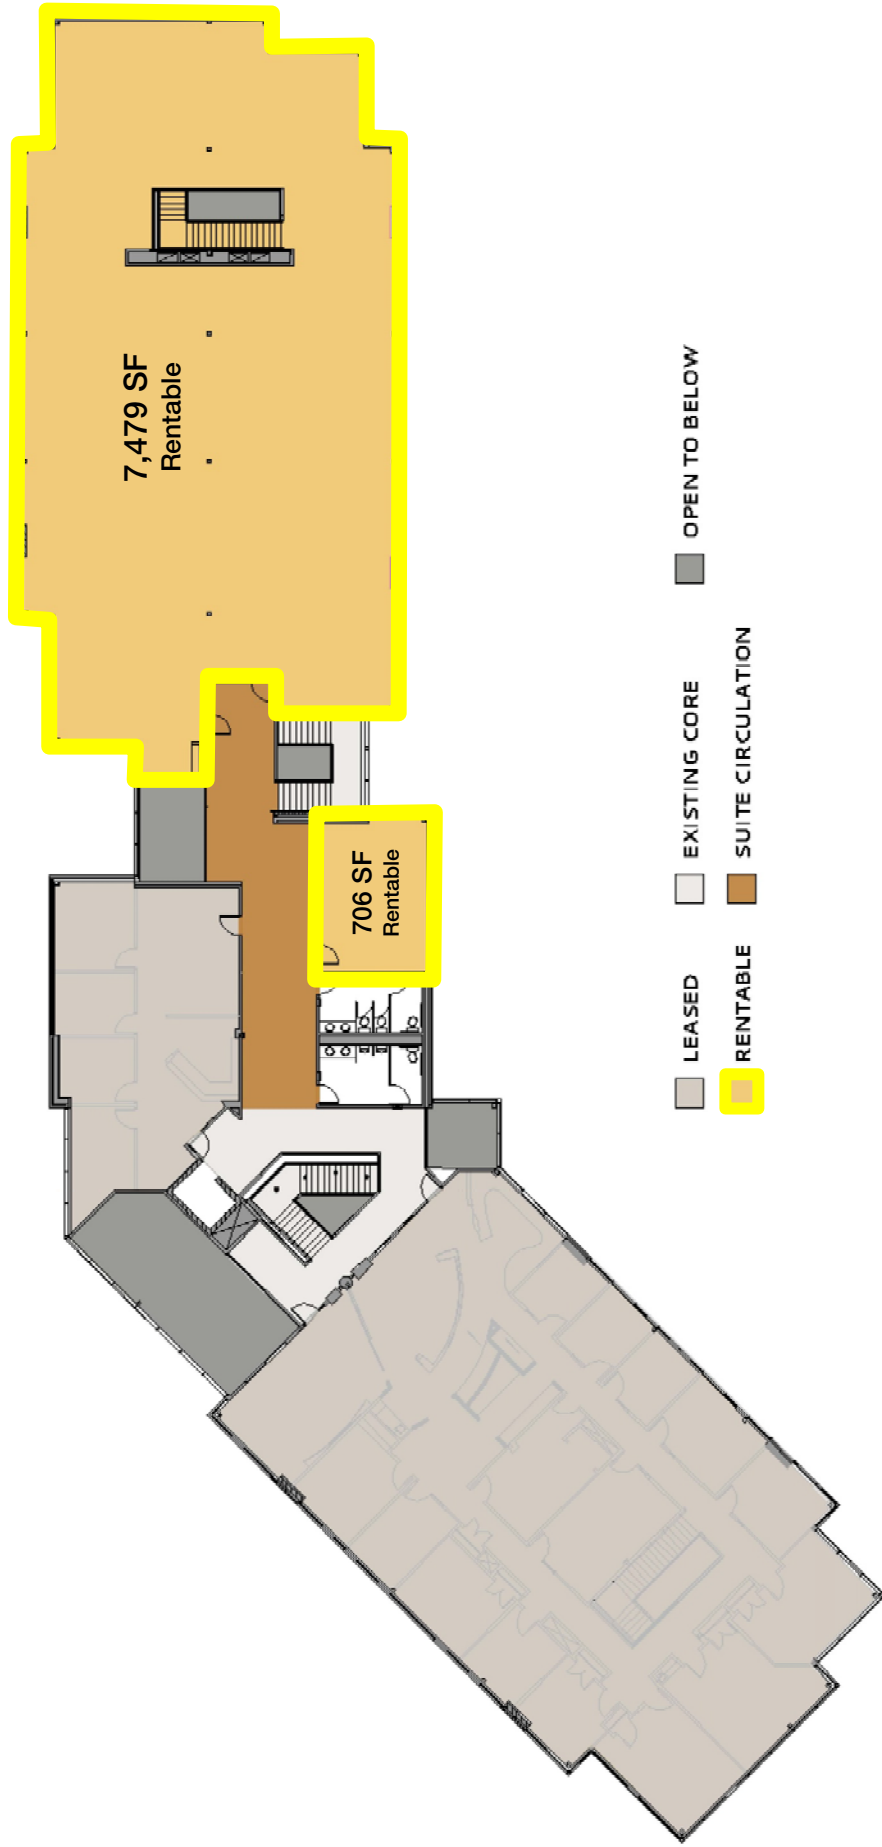 7,479 SF
Rentable
706 SF
Rentable
LEASED
EXISTING CORE
OPEN TO BELOW
RENTABLE
SUITE CIRCULATION